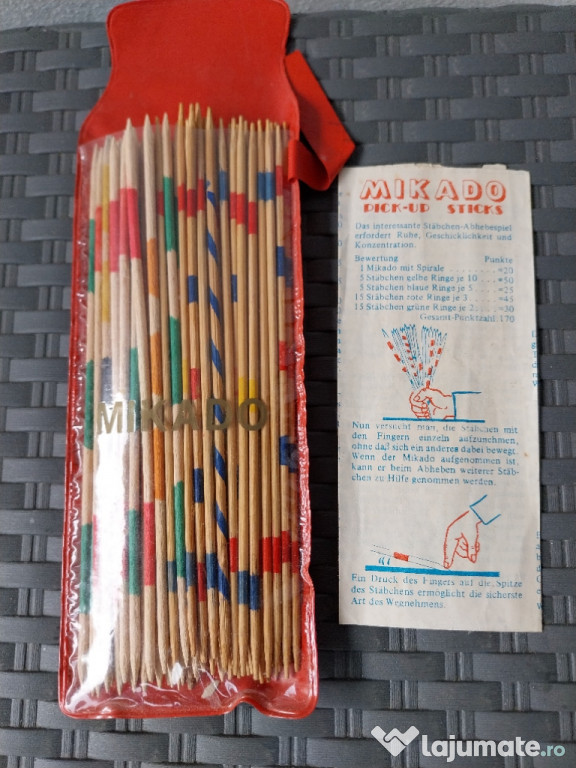 MIKADO
MIKADO
PICK-UP STICKS
Das interessante Stäbchen-Abhebespiel
erfordert Ruhe, Geschicklichkeit und
Konzentration.
Bewertung Punkte
1 Mikado mit Spirale . . . . . . . =20
5 Stäbchen gelbe Ringe je 10 . . . =50
5 Stäbchen blaue Ringe je 5 . . . =25
15 Stäbchen rote Ringe je 3 . . . . =45
15 Stäbchen grüne Ringe je 2 . . . =30
Gesamt-Punktzahl 170
Nun versucht man, die Stäbchen mit
den Fingern einzeln aufzunehmen,
ohne daß sich ein anderes dabei bewegt.
Wenn der Mikado aufgenommen ist,
kann er beim Abheben weiterer Stäb-
chen zu Hilfe genommen werden.
Ein Druck des Fingers auf die Spitze
des Stäbchens ermöglicht die sicherste
Art des Wegnehmens.
lajumate.ro